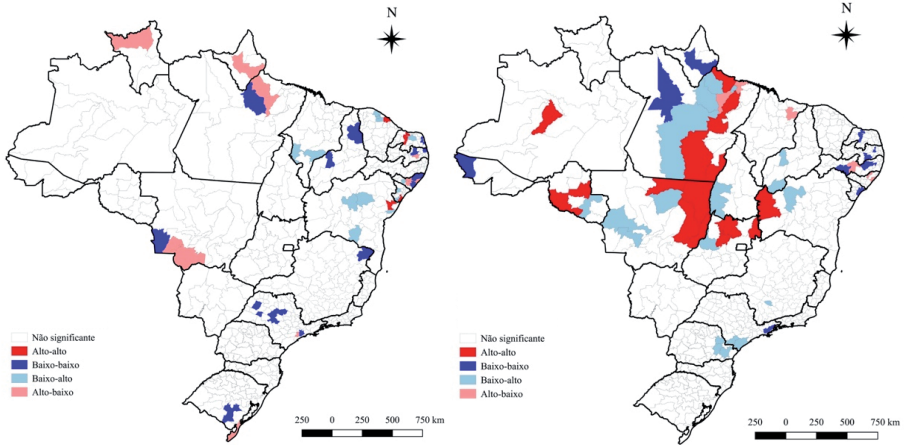 N
Não significante
Alto-alto
Baixo-baixo
Baixo-alto
Alto-baixo
250 0 250 500 750 km
N
Não significante
Alto-alto
Baixo-baixo
Baixo-alto
Alto-baixo
250 0 250 500 750 km